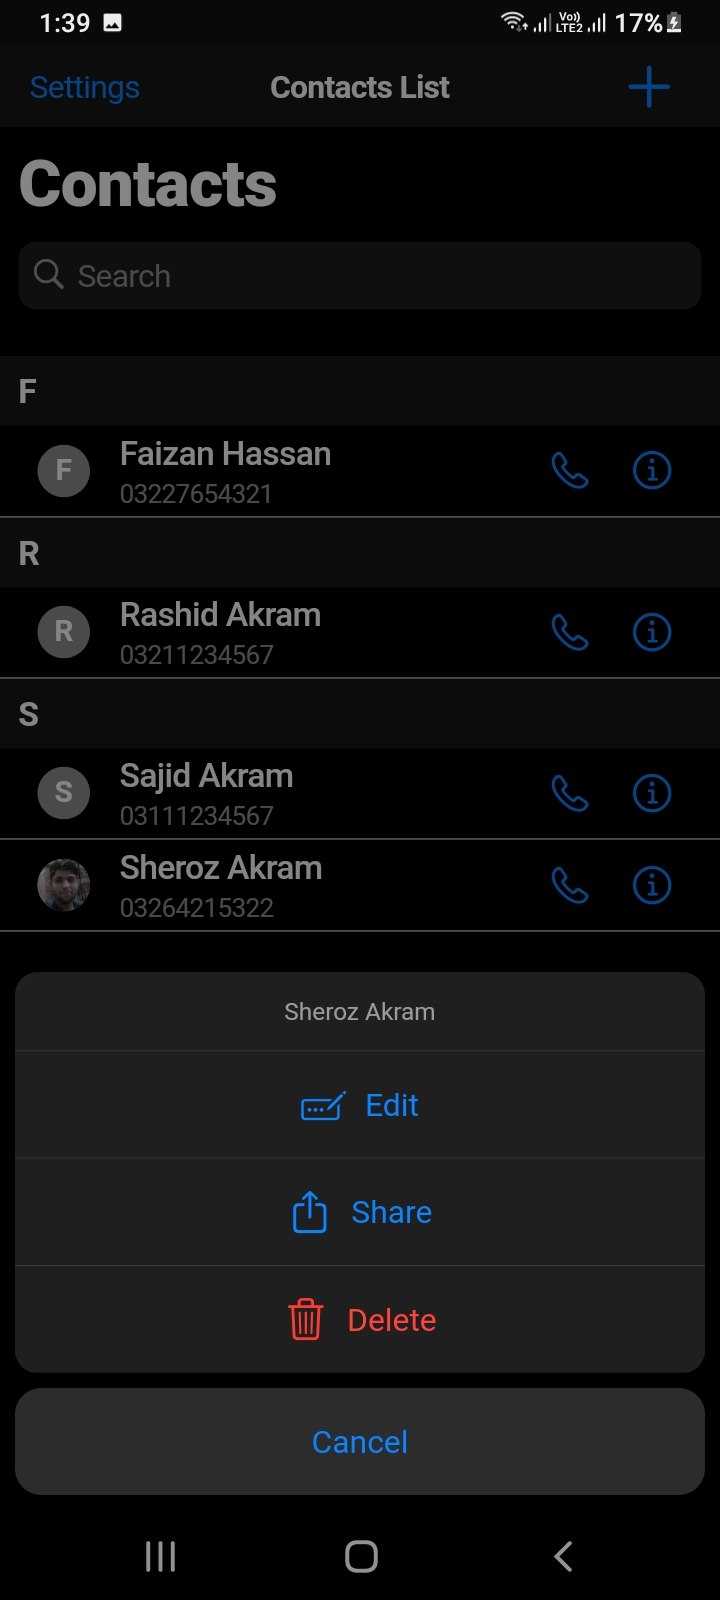 1:39 Vo)) LTE2 17%
Settings Contacts List
Contacts
Search
F
F Faizan Hassan
03227654321
R
R Rashid Akram
03211234567
S
S Sajid Akram
03111234567
Sheroz Akram
03264215322
Sheroz Akram
Edit
Share
Delete
Cancel